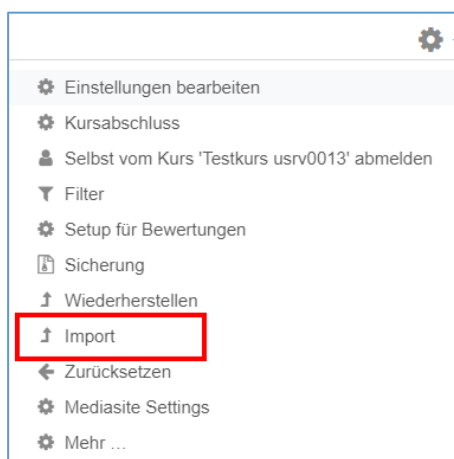 Einstellungen bearbeiten
Kursabschluss
Selbst vom Kurs 'Testkurs usrv0013' abmelden
Filter
Setup für Bewertungen
Sicherung
Wiederherstellen
Import
Zurücksetzen
Mediasite Settings
Mehr ...